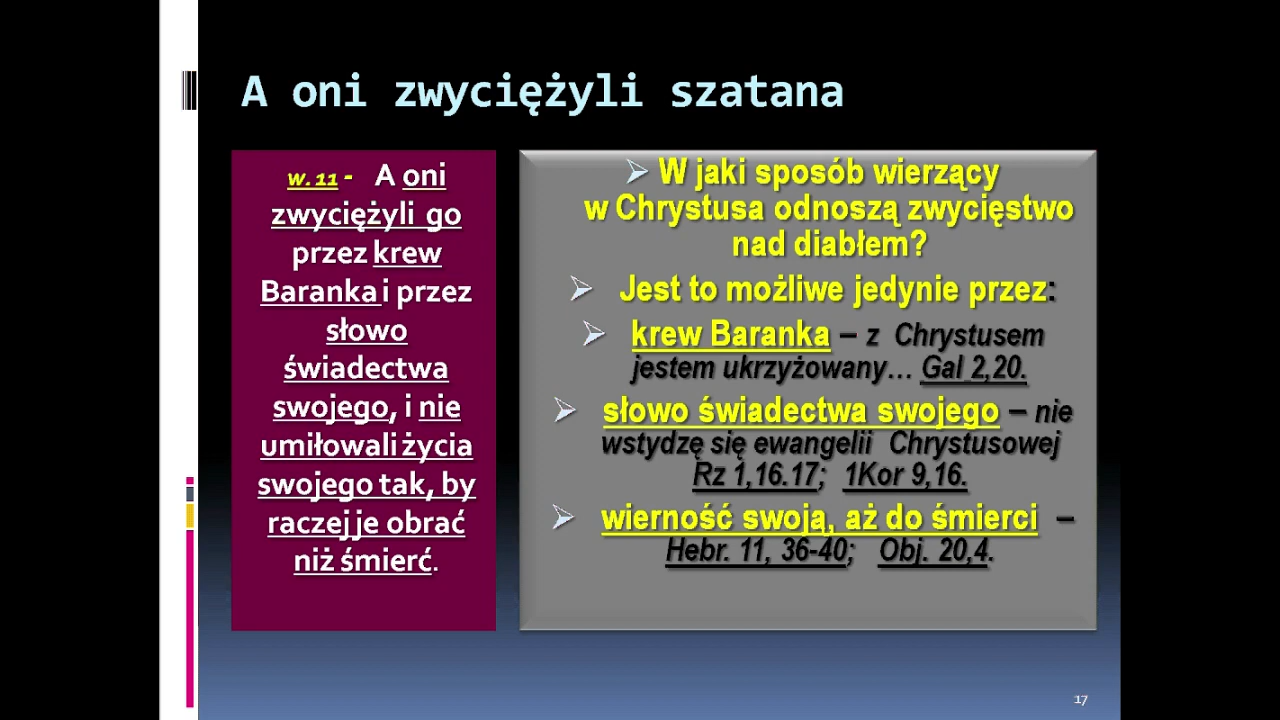 A oni zwyciężyli szatana
w. 11 - A oni
zwyciężyli go
przez krew
Baranka i przez
słowo
świadectwa
swojego, i nie
umiłowali życia
swojego tak, by
raczej je obrać
niż śmierć.
W jaki sposób wierzący
w Chrystusa odnoszą zwycięstwo
nad diabłem?
Jest to możliwe jedynie przez:
krew Baranka – z Chrystusem
jestem ukrzyżowany… Gal 2,20.
słowo świadectwa swojego – nie
wstydzę się ewangelii Chrystusowej
Rz 1,16.17; 1Kor 9,16.
wierność swoją, aż do śmierci –
Hebr. 11, 36-40; Obj. 20,4.
17